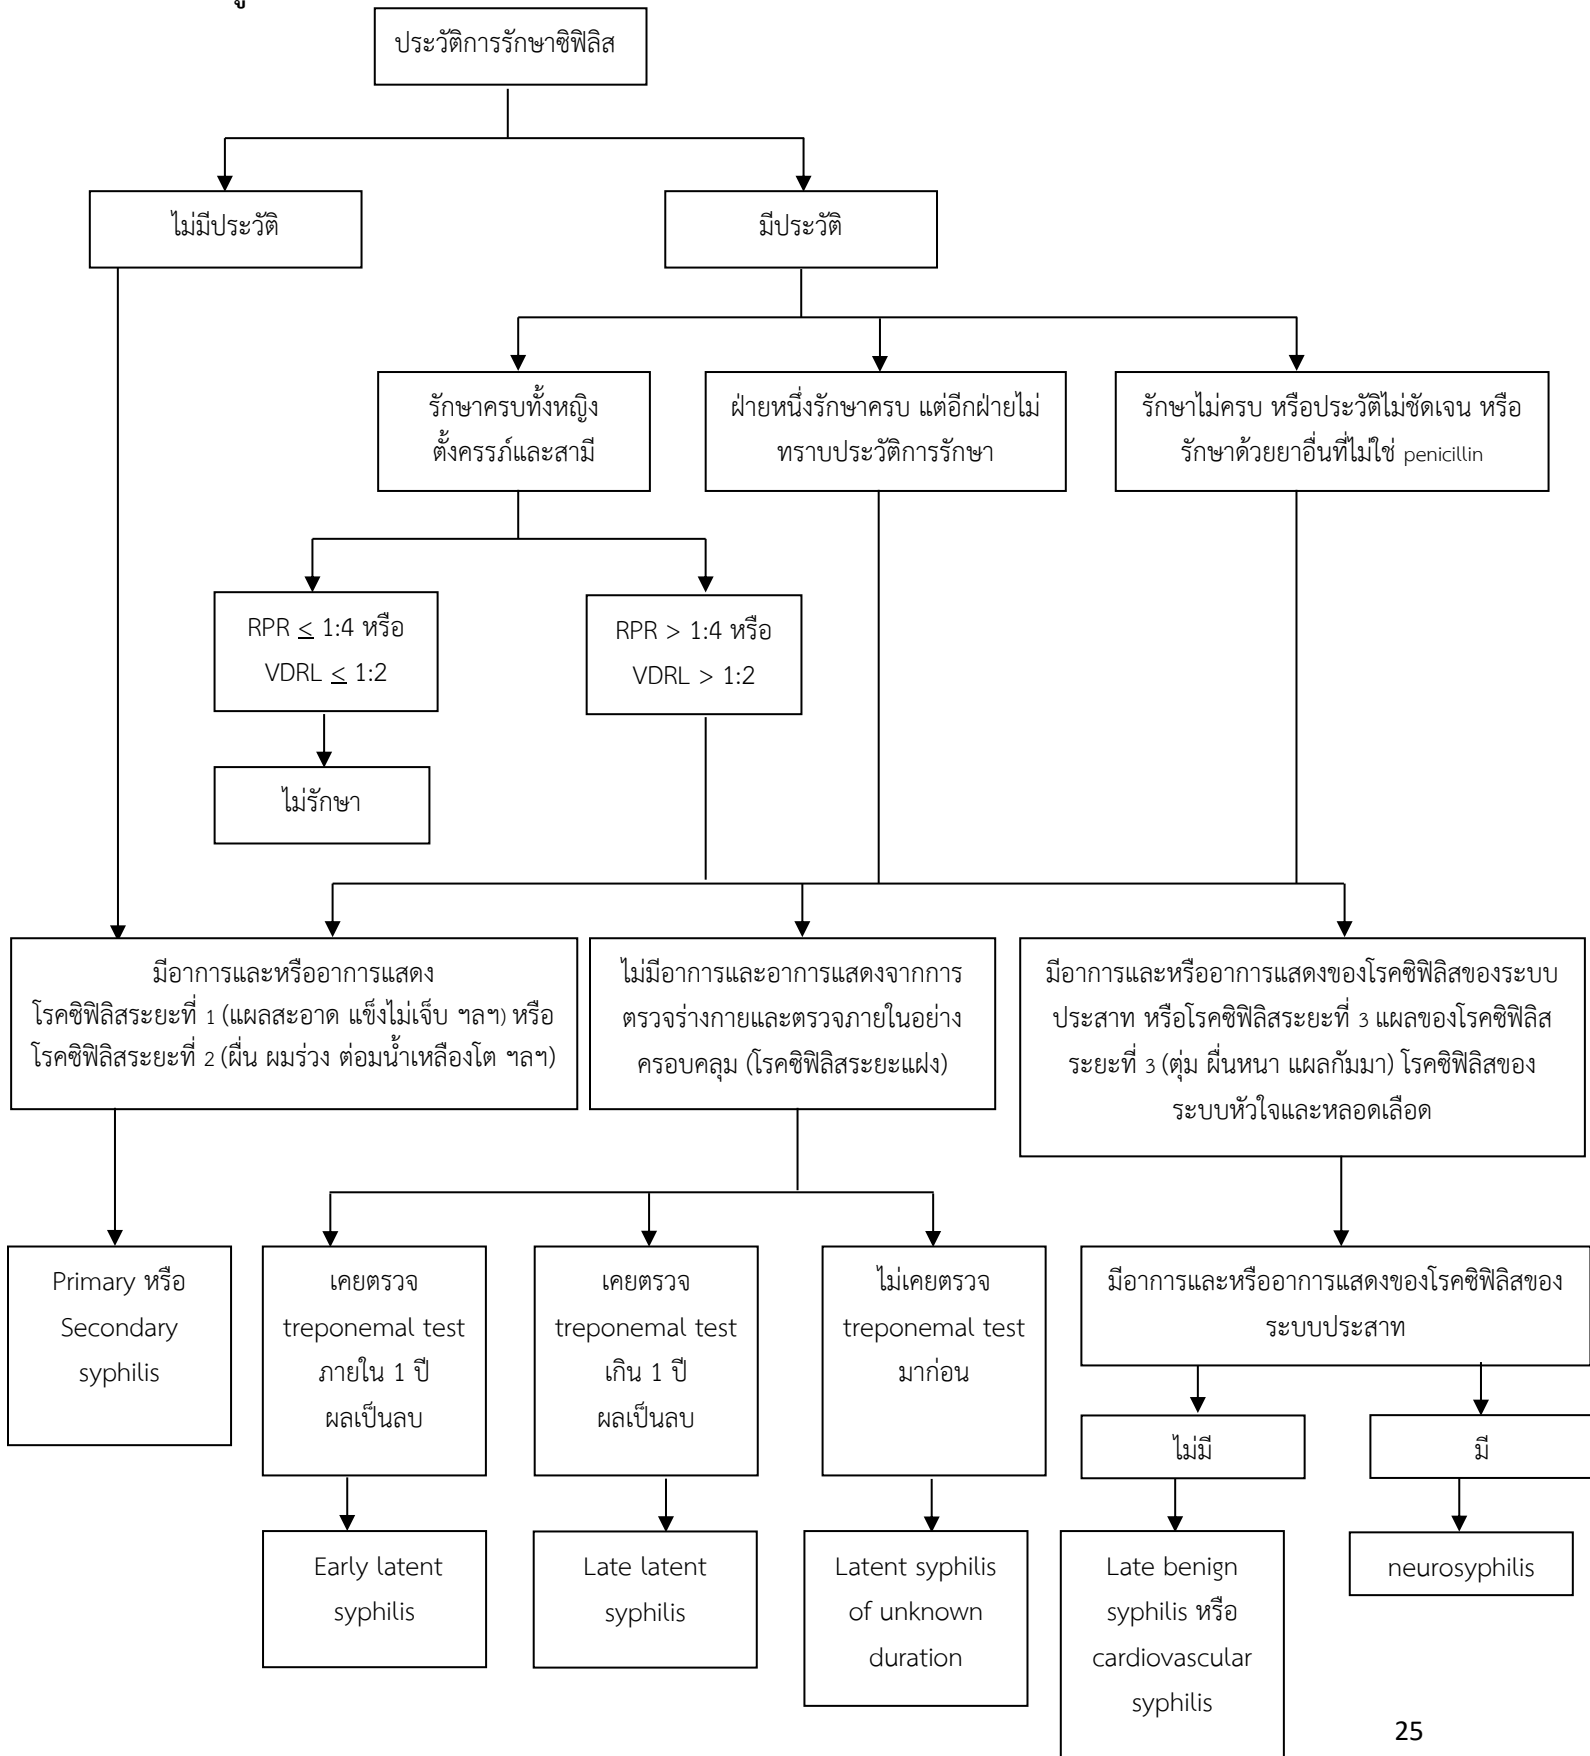 ประวัติการรักษาซิฟิลิส
ไม่มีประวัติ
มีประวัติ
รักษาครบทั้งหญิง
ตั้งครรภ์และสามี
ฝ่ายหนึ่งรักษาครบ แต่อีกฝ่ายไม่
ทราบประวัติการรักษา
รักษาไม่ครบ หรือประวัติไม่ชัดเจน หรือ
รักษาด้วยยาอื่นที่ไม่ใช่ penicillin
RPR ≤ 1:4 หรือ
VDRL ≤ 1:2
RPR > 1:4 หรือ
VDRL > 1:2
ไม่รักษา
มีอาการและหรืออาการแสดง
โรคซิฟิลิสระยะที่ 1 (แผลสะอาด แข็งไม่เจ็บ ฯลฯ) หรือ
โรคซิฟิลิสระยะที่ 2 (ผื่น ผมร่วง ต่อมน้ำเหลืองโต ฯลฯ)
ไม่มีอาการและอาการแสดงจากการ
ตรวจร่างกายและตรวจภายในอย่าง
ครอบคลุม (โรคซิฟิลิสระยะแฝง)
มีอาการและหรืออาการแสดงของโรคซิฟิลิสของระบบ
ประสาท หรือโรคซิฟิลิสระยะที่ 3 แผลของโรคซิฟิลิส
ระยะที่ 3 (ตุ่ม ผื่นหนา แผลกัมมา) โรคซิฟิลิสของ
ระบบหัวใจและหลอดเลือด
Primary หรือ
Secondary
syphilis
เคยตรวจ
treponemal test
ภายใน 1 ปี
ผลเป็นลบ
เคยตรวจ
treponemal test
เกิน 1 ปี
ผลเป็นลบ
ไม่เคยตรวจ
treponemal test
มาก่อน
มีอาการและหรืออาการแสดงของโรคซิฟิลิสของ
ระบบประสาท
ไม่มี
มี
Early latent
syphilis
Late latent
syphilis
Latent syphilis
of unknown
duration
Late benign
syphilis หรือ
cardiovascular
syphilis
neurosyphilis
25